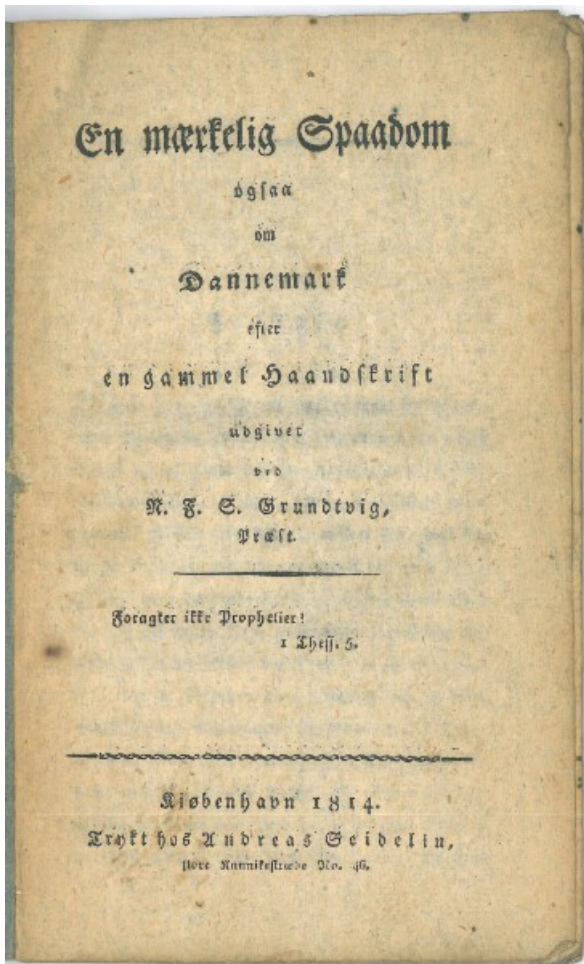 En mærkelig Spaadom
ogsaa
om
Dannemark
efter
en gammel Haandskrift
udgivet
ved
N. F. S. Grundtvig,
Præst.
Foragter ikke Prophetier!
1 Thess. 5.
Kiøbenhavn 1814.
Trykt hos Andreas Seidelin,
store Kannikestræde No. 46.